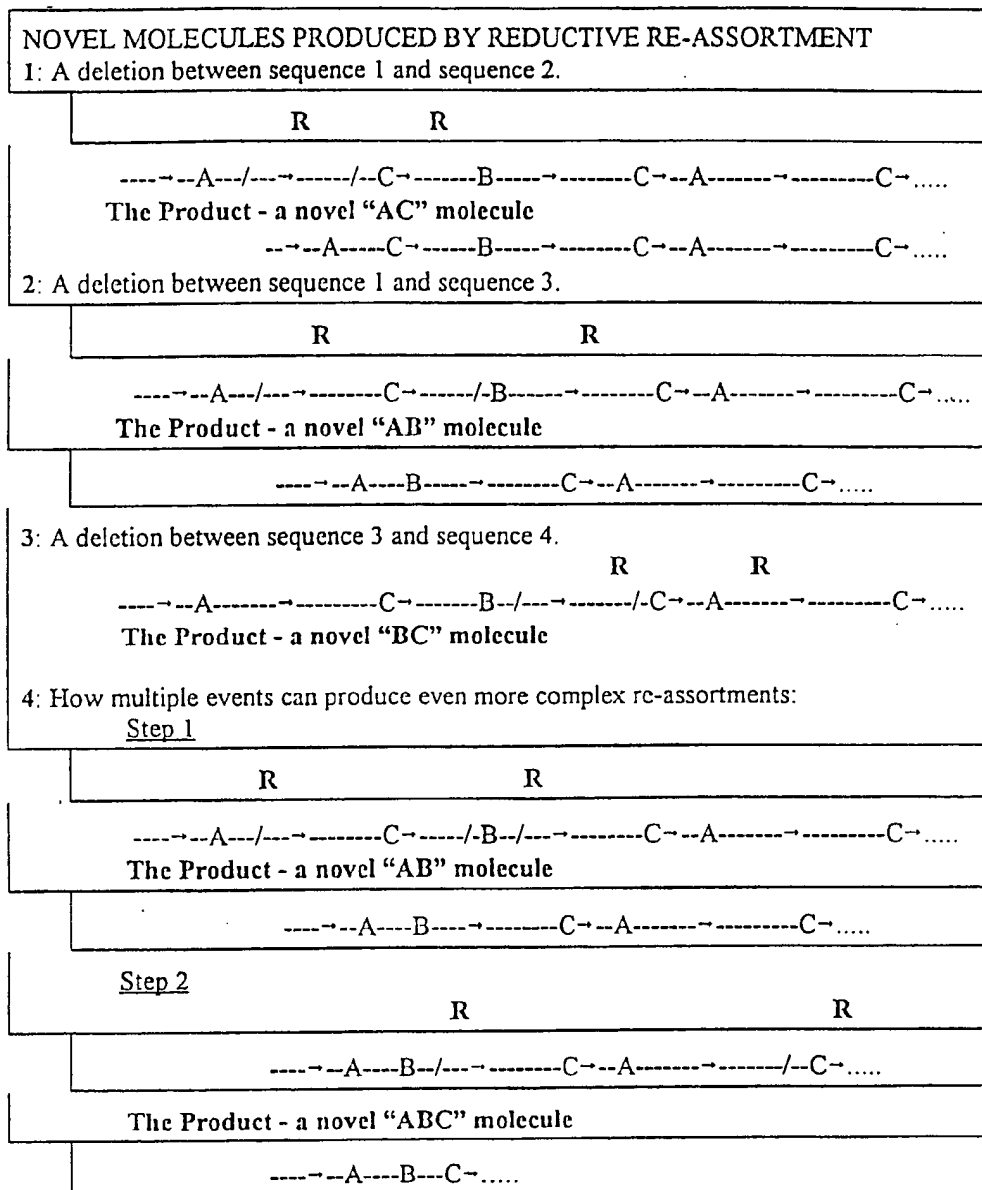 NOVEL MOLECULES PRODUCED BY REDUCTIVE RE-ASSORTMENT
1: A deletion between sequence 1 and sequence 2.
R R
----→--A---/---→------/--C→-------B-----→--------C→--A-------→---------C→.....
The Product - a novel “AC” molecule
--→--A-----C→------B-----→--------C→--A-------→---------C→.....
2: A deletion between sequence 1 and sequence 3.
R R
----→--A---/---→--------C→------/-B------→--------C→--A-------→---------C→.....
The Product - a novel “AB” molecule
----→--A----B-----→---------C→--A-------→---------C→.....
3: A deletion between sequence 3 and sequence 4.
R R
----→--A-------→---------C→-------B--/---→-------/-C→--A-------→---------C→.....
The Product - a novel “BC” molecule
4: How multiple events can produce even more complex re-assortments:
Step 1
R R
----→--A---/---→--------C→-----/-B--/---→--------C→--A-------→---------C→.....
The Product - a novel “AB” molecule
----→--A----B----→--------C→--A-------→---------C→.....
Step 2
R R
----→--A----B--/---→--------C→--A-------→-------/--C→.....
The Product - a novel “ABC” molecule
----→--A----B---C→.....